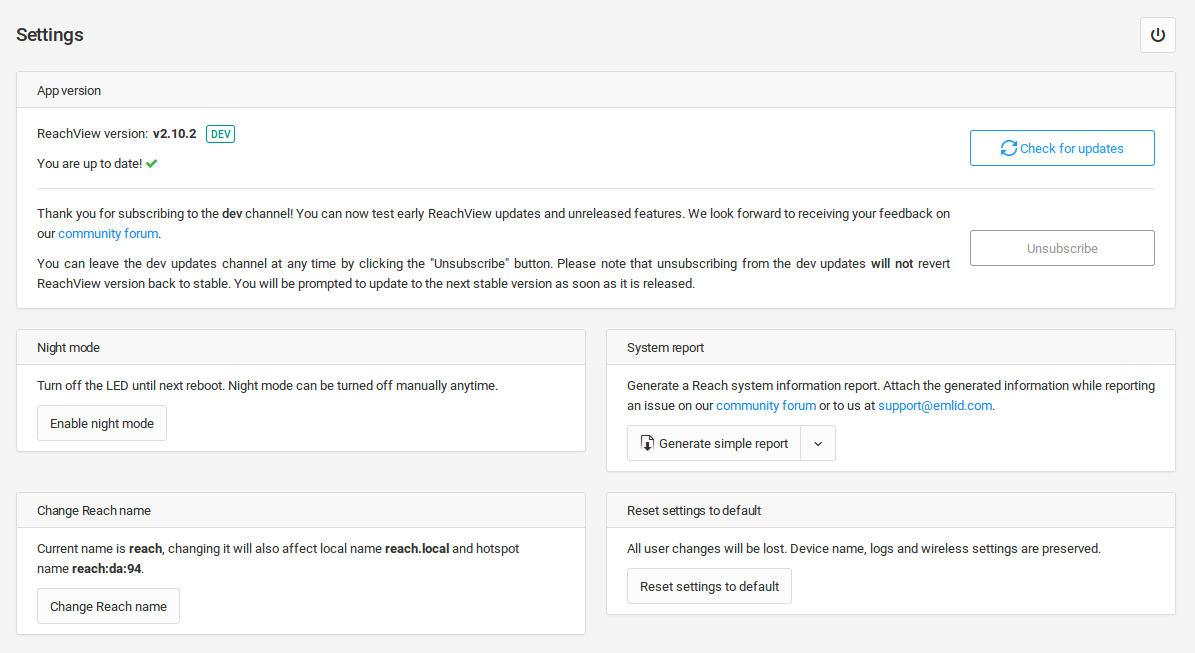 Settings
App version
ReachView version: v2.10.2 DEV
You are up to date!
Check for updates
Thank you for subscribing to the dev channel! You can now test early ReachView updates and unreleased features. We look forward to receiving your feedback on
our community forum.
You can leave the dev updates channel at any time by clicking the "Unsubscribe" button. Please note that unsubscribing from the dev updates will not revert
ReachView version back to stable. You will be prompted to update to the next stable version as soon as it is released.
Unsubscribe
Night mode
Turn off the LED until next reboot. Night mode can be turned off manually anytime.
Enable night mode
System report
Generate a Reach system information report. Attach the generated information while reporting
an issue on our community forum or to us at support@emlid.com.
Generate simple report
Change Reach name
Current name is reach, changing it will also affect local name reach.local and hotspot
name reach:da:94.
Change Reach name
Reset settings to default
All user changes will be lost. Device name, logs and wireless settings are preserved.
Reset settings to default